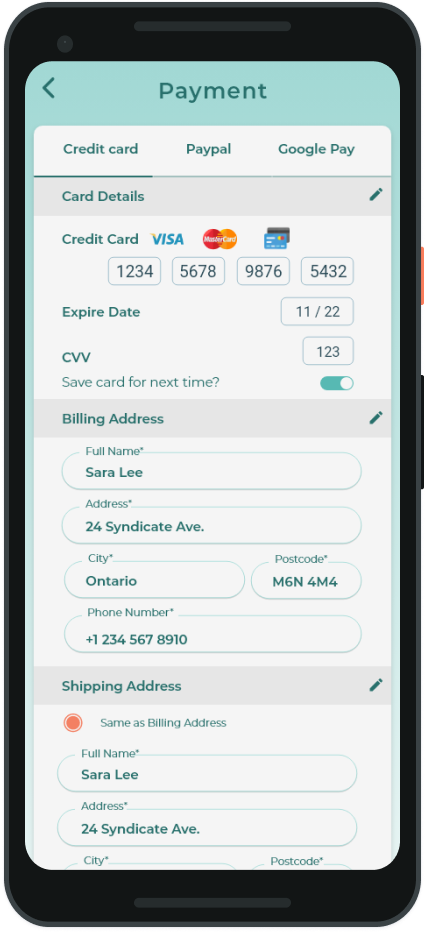 Payment
Credit card Paypal Google Pay
Card Details
Credit Card VISA MasterCard
1234 5678 9876 5432
Expire Date 11 / 22
CVV 123
Save card for next time?
Billing Address
Full Name*
Sara Lee
Address*
24 Syndicate Ave.
City* Postcode*
Ontario M6N 4M4
Phone Number*
+1 234 567 8910
Shipping Address
Same as Billing Address
Full Name*
Sara Lee
Address*
24 Syndicate Ave.
City* Postcode*